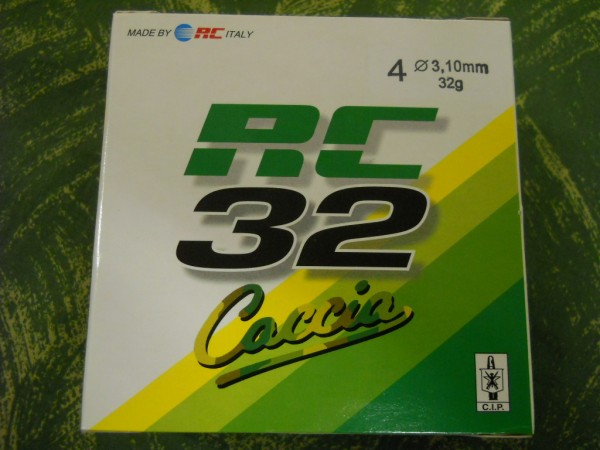 MADE BY RC ITALY
4 Ø 3,10mm
32g
RC
32
Caccia
C.I.P.